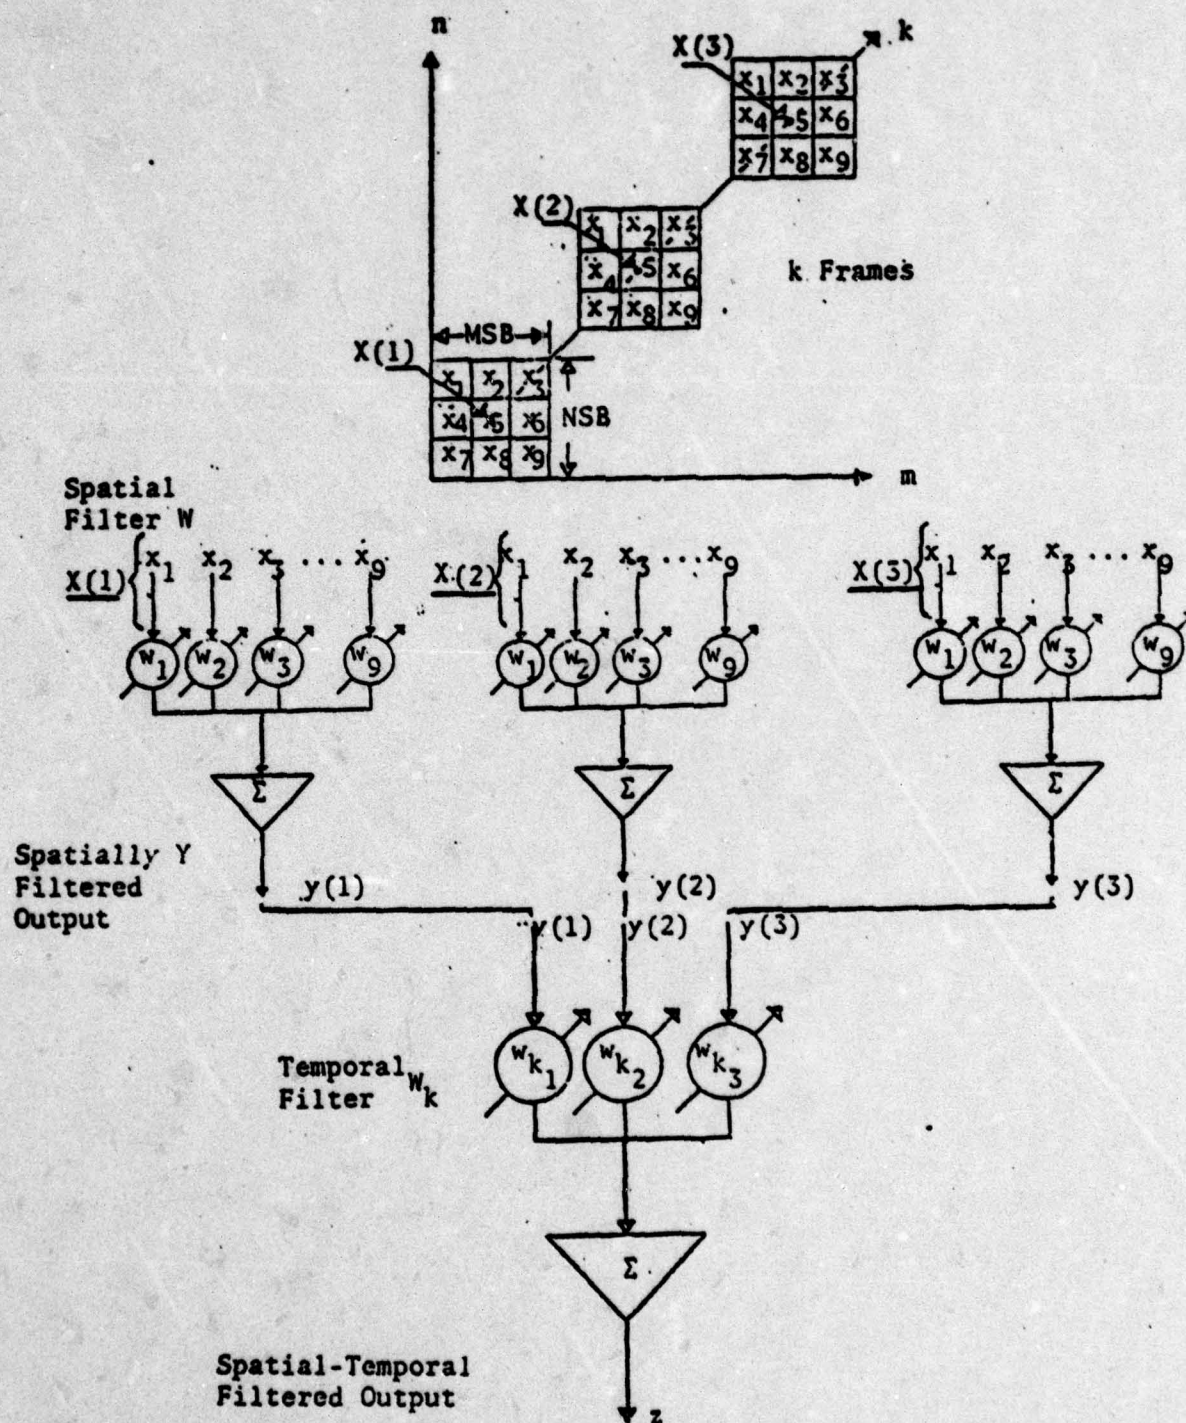 n
X(3)
k
x1 x2 x3
x4 x5 x6
x7 x8 x9
X(2)
x1 x2 x3
x4 x5 x6
x7 x8 x9
k Frames
MSB
X(1)
x1 x2 x3
x4 x5 x6
x7 x8 x9
NSB
m
Spatial
Filter W
X(1) { x1 x2 x3 ... x9
X(2) { x1 x2 x3 ... x9
X(3) { x1 x2 x3 ... x9
w1 w2 w3 w9
w1 w2 w3 w9
w1 w2 w3 w9
Σ Σ Σ
Spatially Y
Filtered
Output
y(1) y(2) y(3)
y(1) y(2) y(3)
wk1 wk2 wk3
Temporal Wk
Filter
Σ
Spatial-Temporal
Filtered Output
z